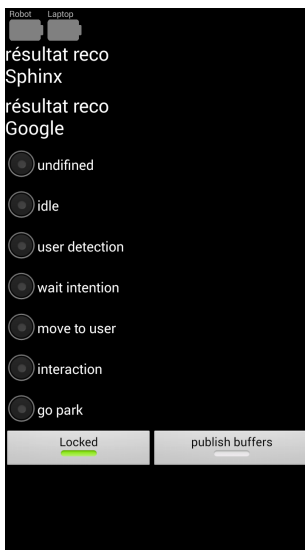 Robot Laptop
résultat reco
Sphinx
résultat reco
Google
undifined
idle
user detection
wait intention
move to user
interaction
go park
Locked publish buffers